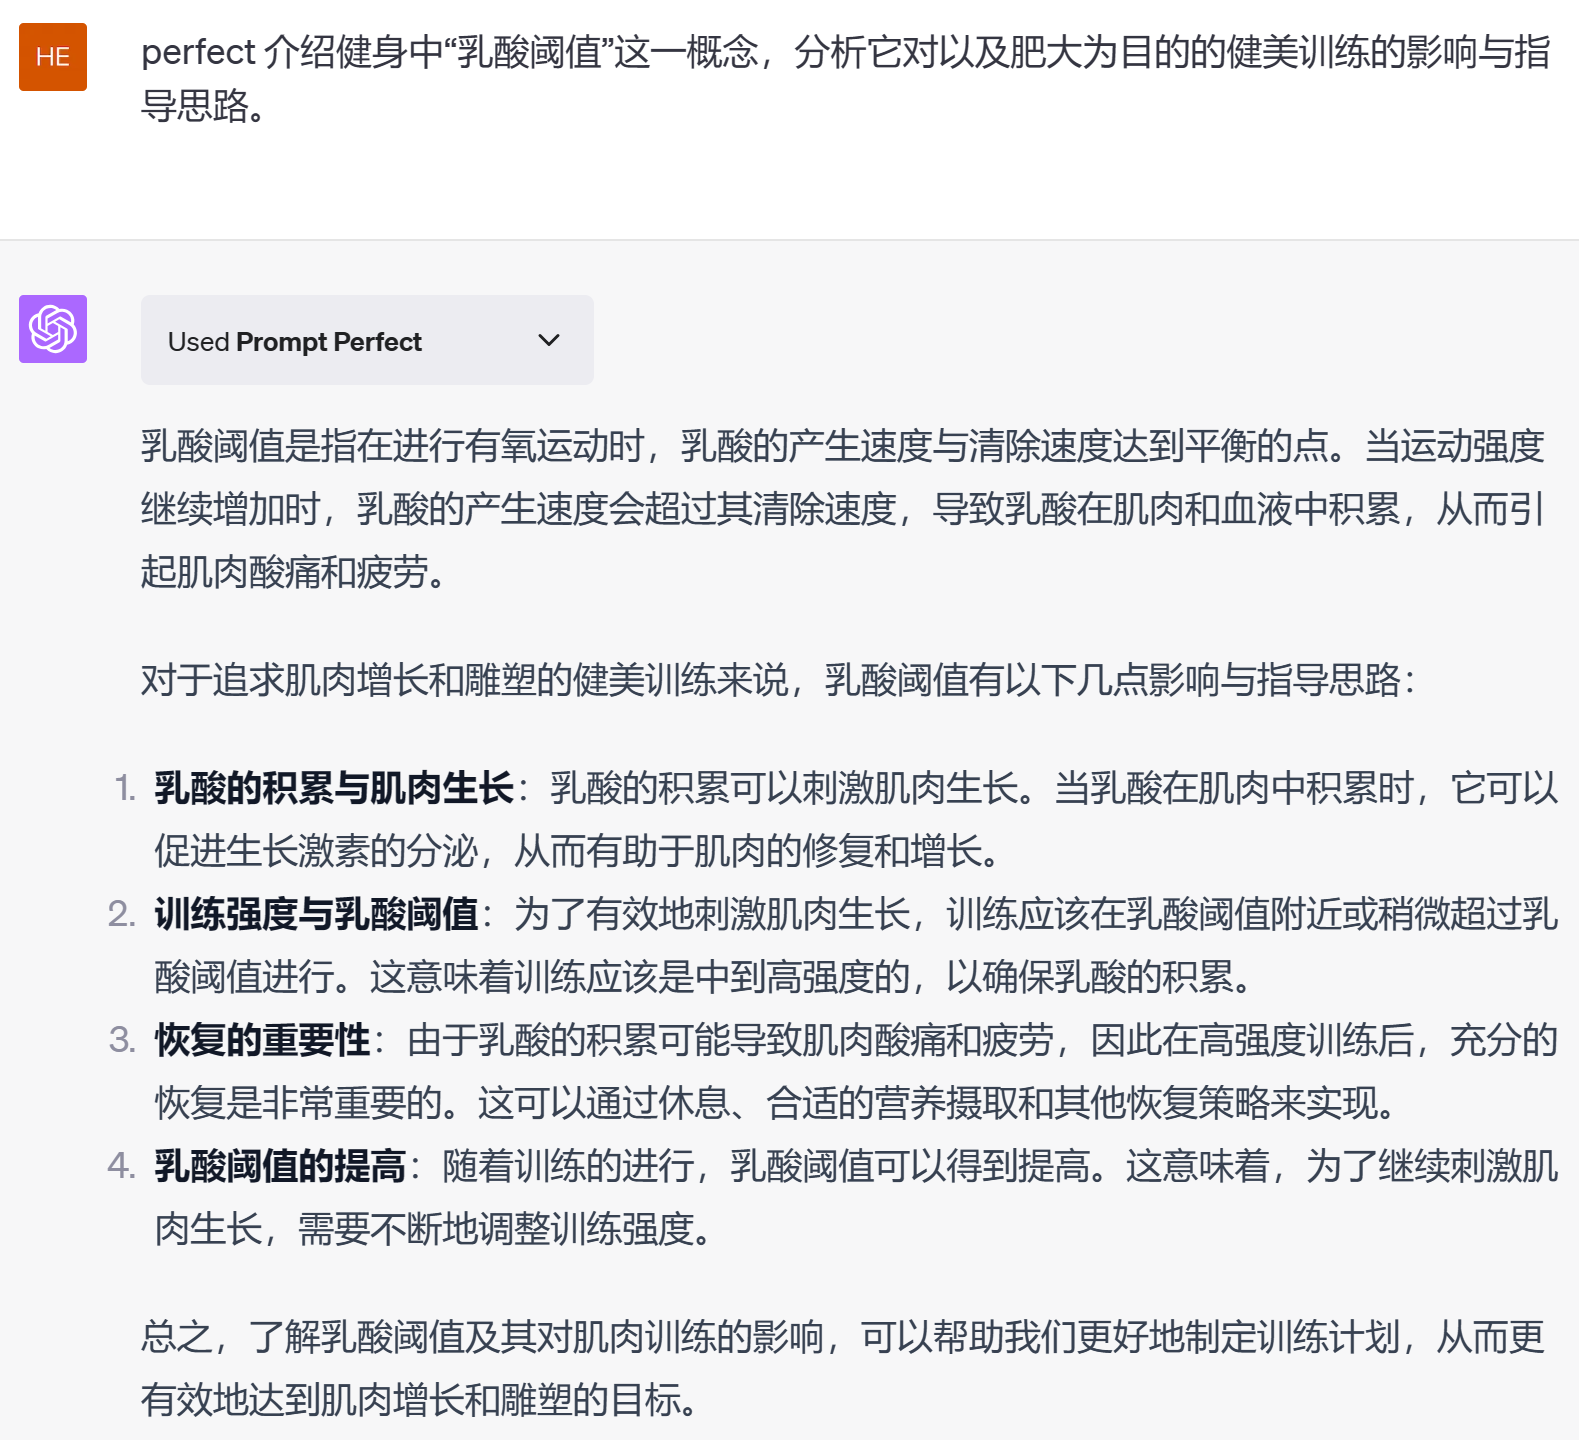 HE
perfect 介绍健身中“乳酸阈值”这一概念，分析它对以及肥大为目的的健美训练的影响与指
导思路。
Used Prompt Perfect
乳酸阈值是指在进行有氧运动时，乳酸的产生速度与清除速度达到平衡的点。当运动强度
继续增加时，乳酸的产生速度会超过其清除速度，导致乳酸在肌肉和血液中积累，从而引
起肌肉酸痛和疲劳。
对于追求肌肉增长和雕塑的健美训练来说，乳酸阈值有以下几点影响与指导思路：
1. 乳酸的积累与肌肉生长：乳酸的积累可以刺激肌肉生长。当乳酸在肌肉中积累时，它可以
促进生长激素的分泌，从而有助于肌肉的修复和增长。
2. 训练强度与乳酸阈值：为了有效地刺激肌肉生长，训练应该在乳酸阈值附近或稍微超过乳
酸阈值进行。这意味着训练应该是中到高强度的，以确保乳酸的积累。
3. 恢复的重要性：由于乳酸的积累可能导致肌肉酸痛和疲劳，因此在高强度训练后，充分的
恢复是非常重要的。这可以通过休息、合适的营养摄取和其他恢复策略来实现。
4. 乳酸阈值的提高：随着训练的进行，乳酸阈值可以得到提高。这意味着，为了继续刺激肌
肉生长，需要不断地调整训练强度。
总之，了解乳酸阈值及其对肌肉训练的影响，可以帮助我们更好地制定训练计划，从而更
有效地达到肌肉增长和雕塑的目标。